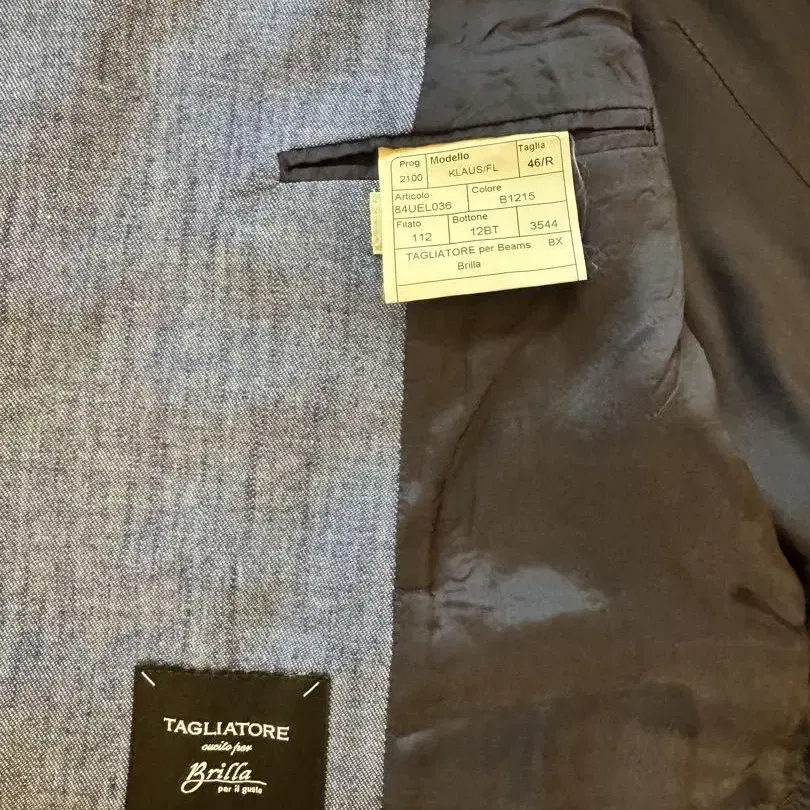 Prog Modello Taglia
2100 KLAUS/FL 46/R
Articolo Colore
84UEL036 B1215
Filato Bottone
112 12BT 3544
TAGLIATORE per Beams BX
Brilla
TAGLIATORE
cucito per
Brilla
per il gusto